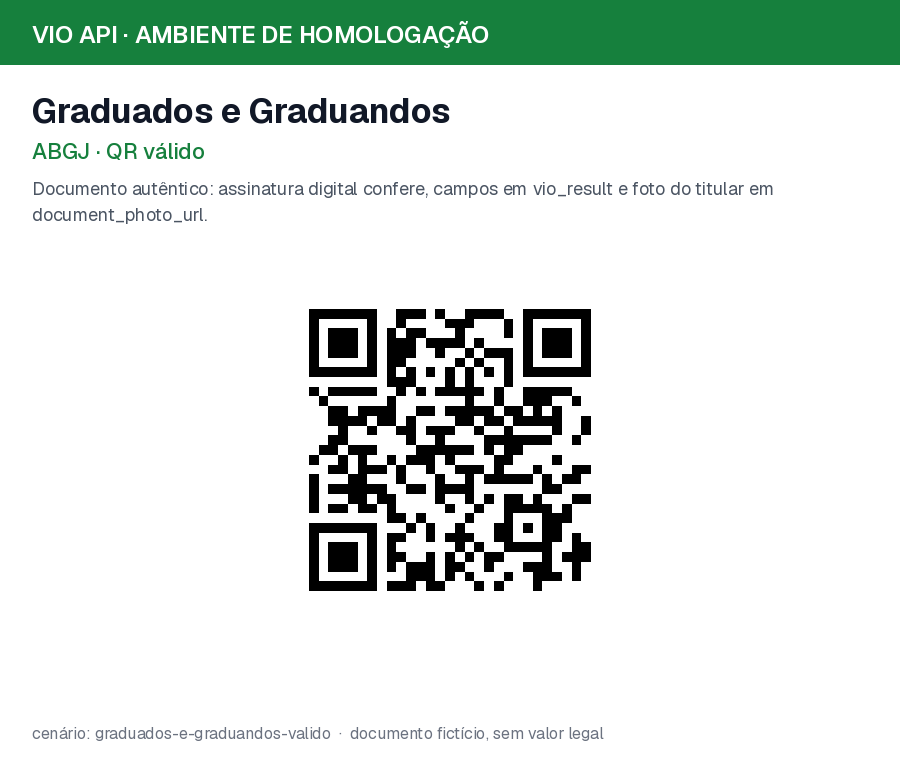 VIO API · AMBIENTE DE HOMOLOGAÇÃO
Graduados e Graduandos
ABGJ · QR válido
Documento autêntico: assinatura digital confere, campos em vio_result e foto do titular em
document_photo_url.
cenário: graduados-e-graduandos-valido · documento fictício, sem valor legal